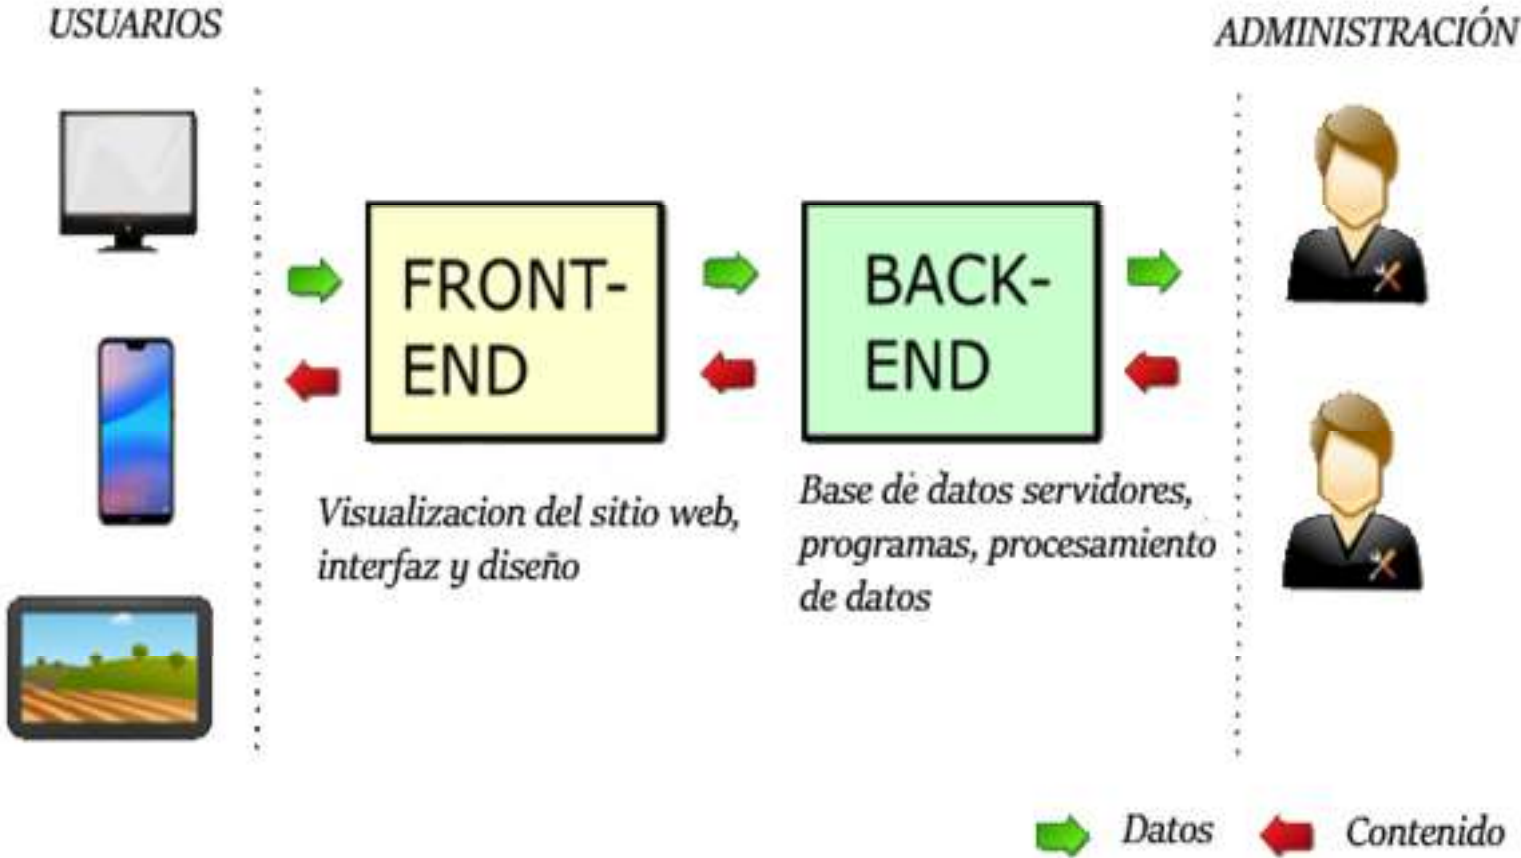 USUARIOS
ADMINISTRACIÓN
FRONT-
END
BACK-
END
Visualizacion del sitio web,
interfaz y diseño
Base de datos servidores,
programas, procesamiento
de datos
Datos
Contenido